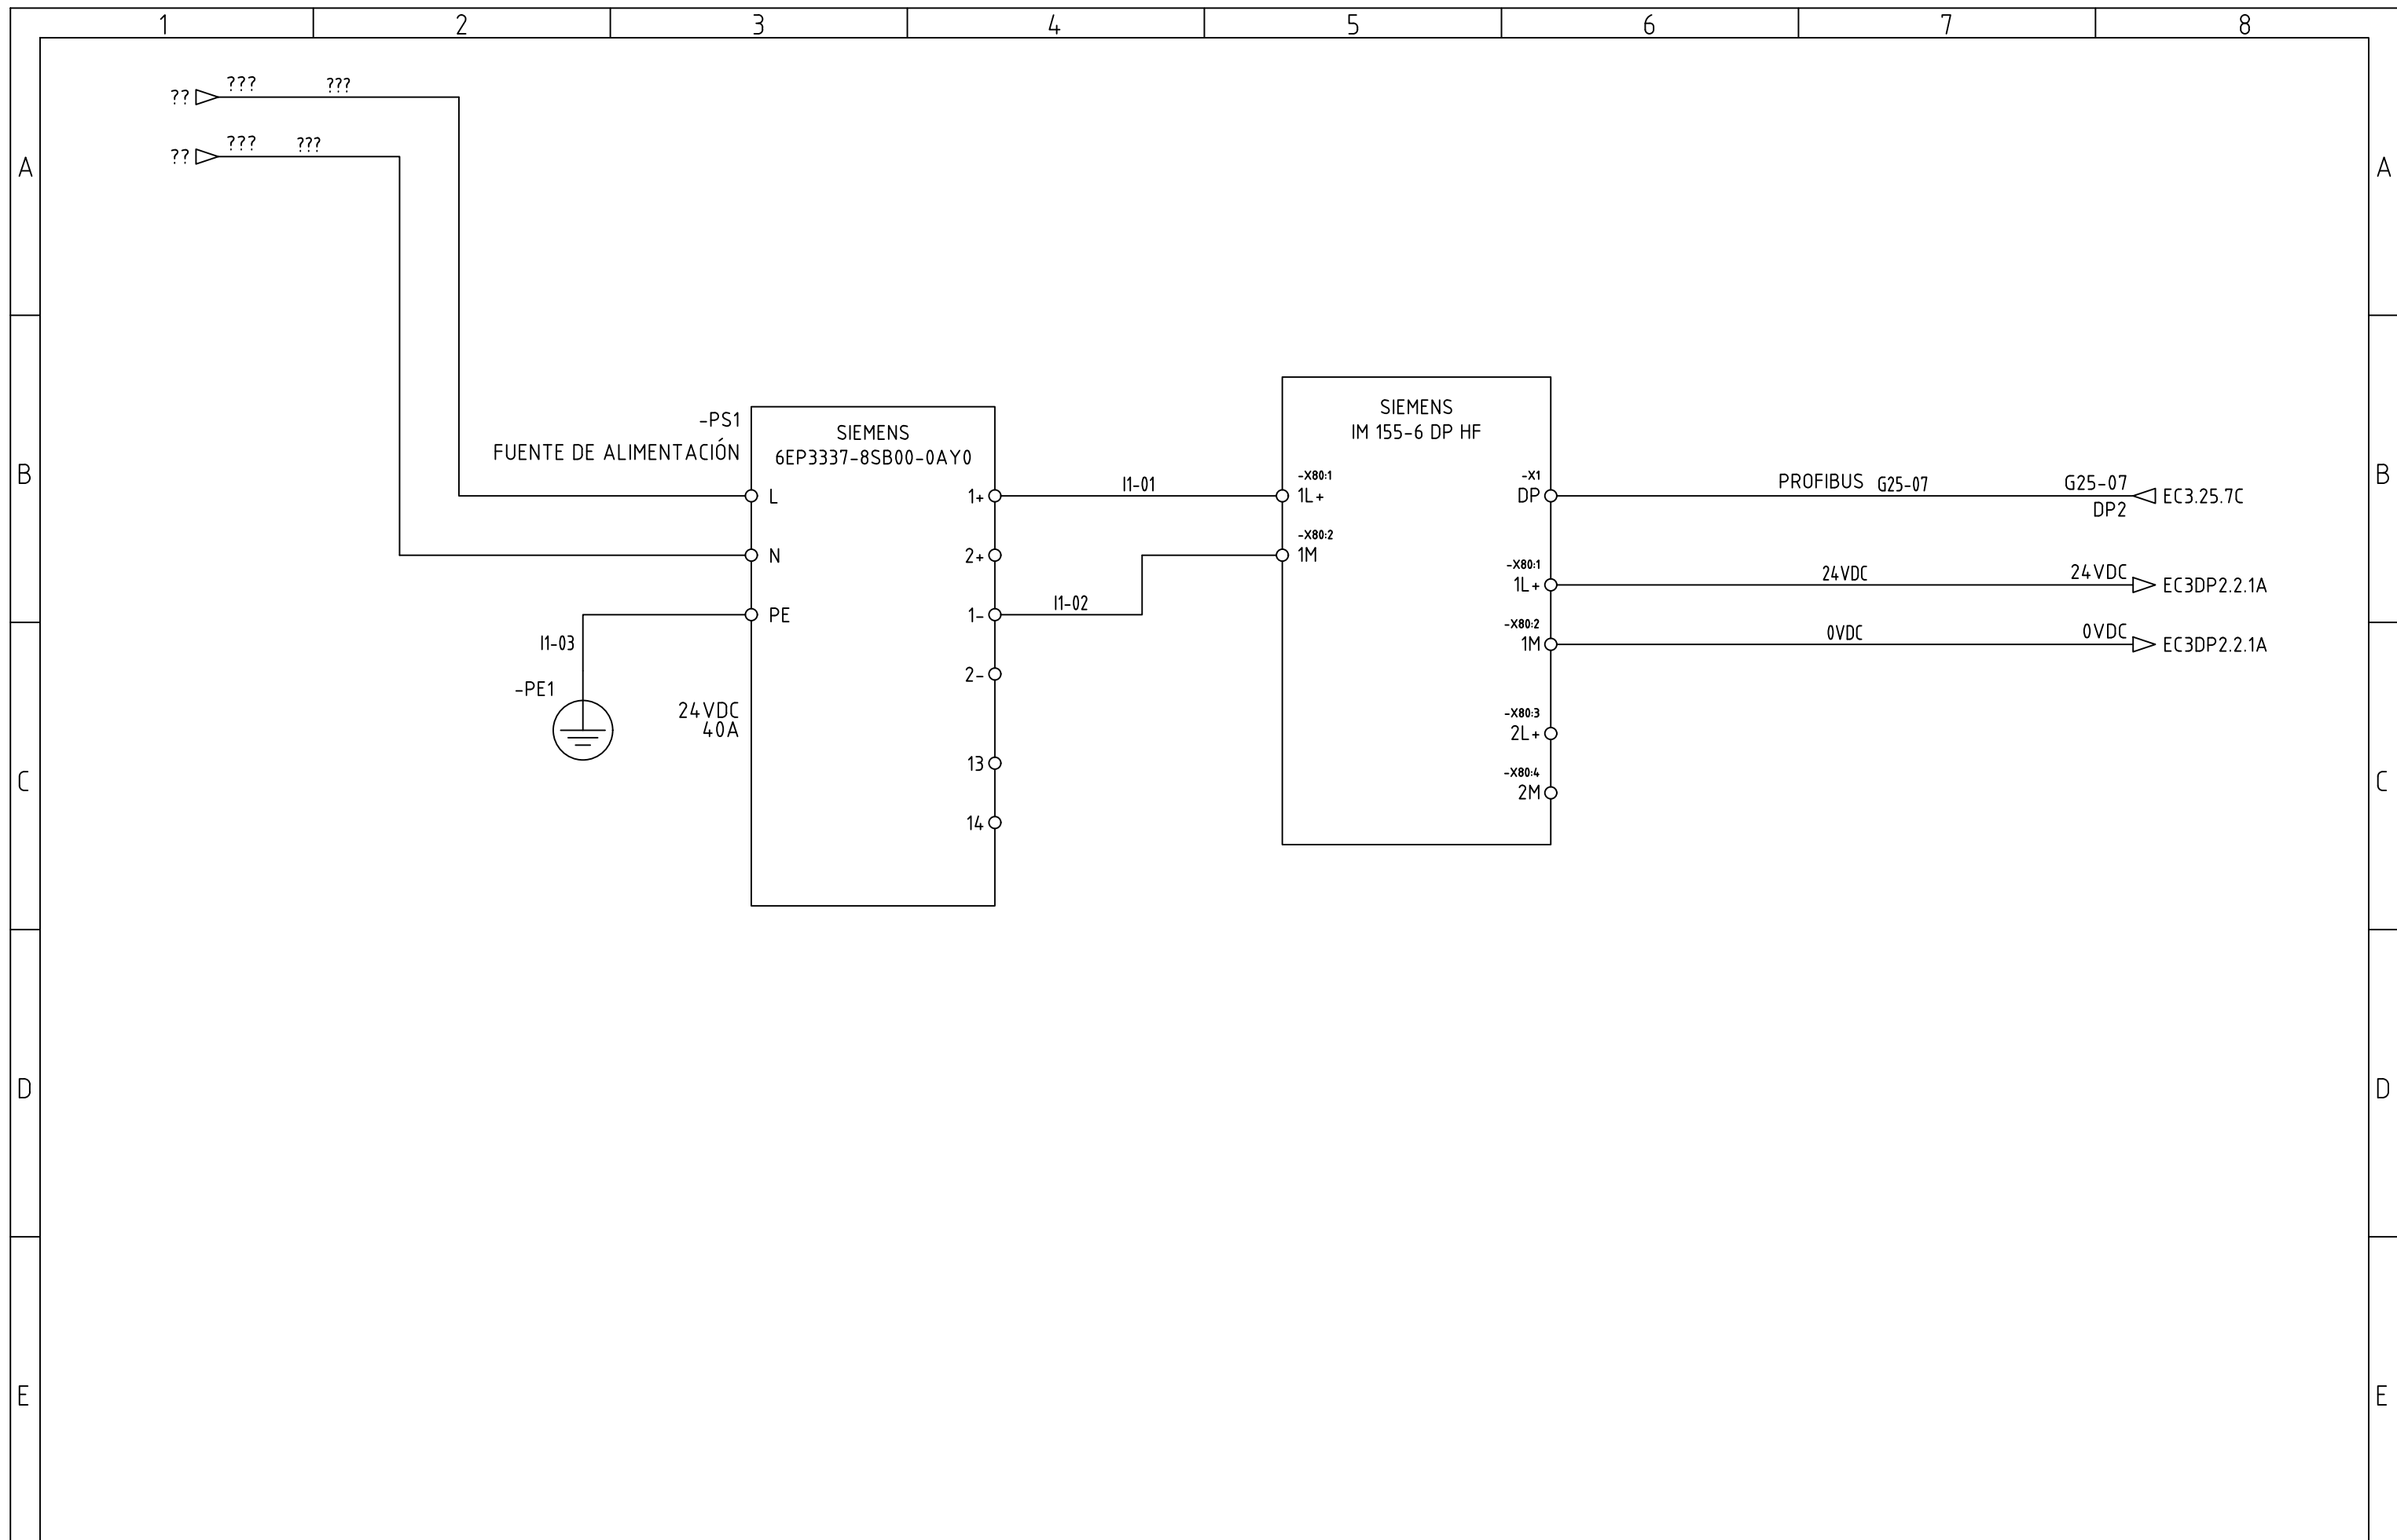 1 2 3 4 5 6 7 8
?? ??? ???
?? ??? ???
A A
-PS1
FUENTE DE ALIMENTACIÓN
SIEMENS
6EP3337-8SB00-0AY0
L
N
PE
1+
2+
1-
2-
13
14
24VDC
40A
I1-03
-PE1
I1-01
I1-02
SIEMENS
IM 155-6 DP HF
-X80:1
1L+
-X80:2
1M
-X1
DP
-X80:1
1L+
-X80:2
1M
-X80:3
2L+
-X80:4
2M
PROFIBUS G25-07 G25-07 EC3.25.7C
DP2
24VDC 24VDC EC3DP2.2.1A
0VDC 0VDC EC3DP2.2.1A
B B
C C
D D
E E